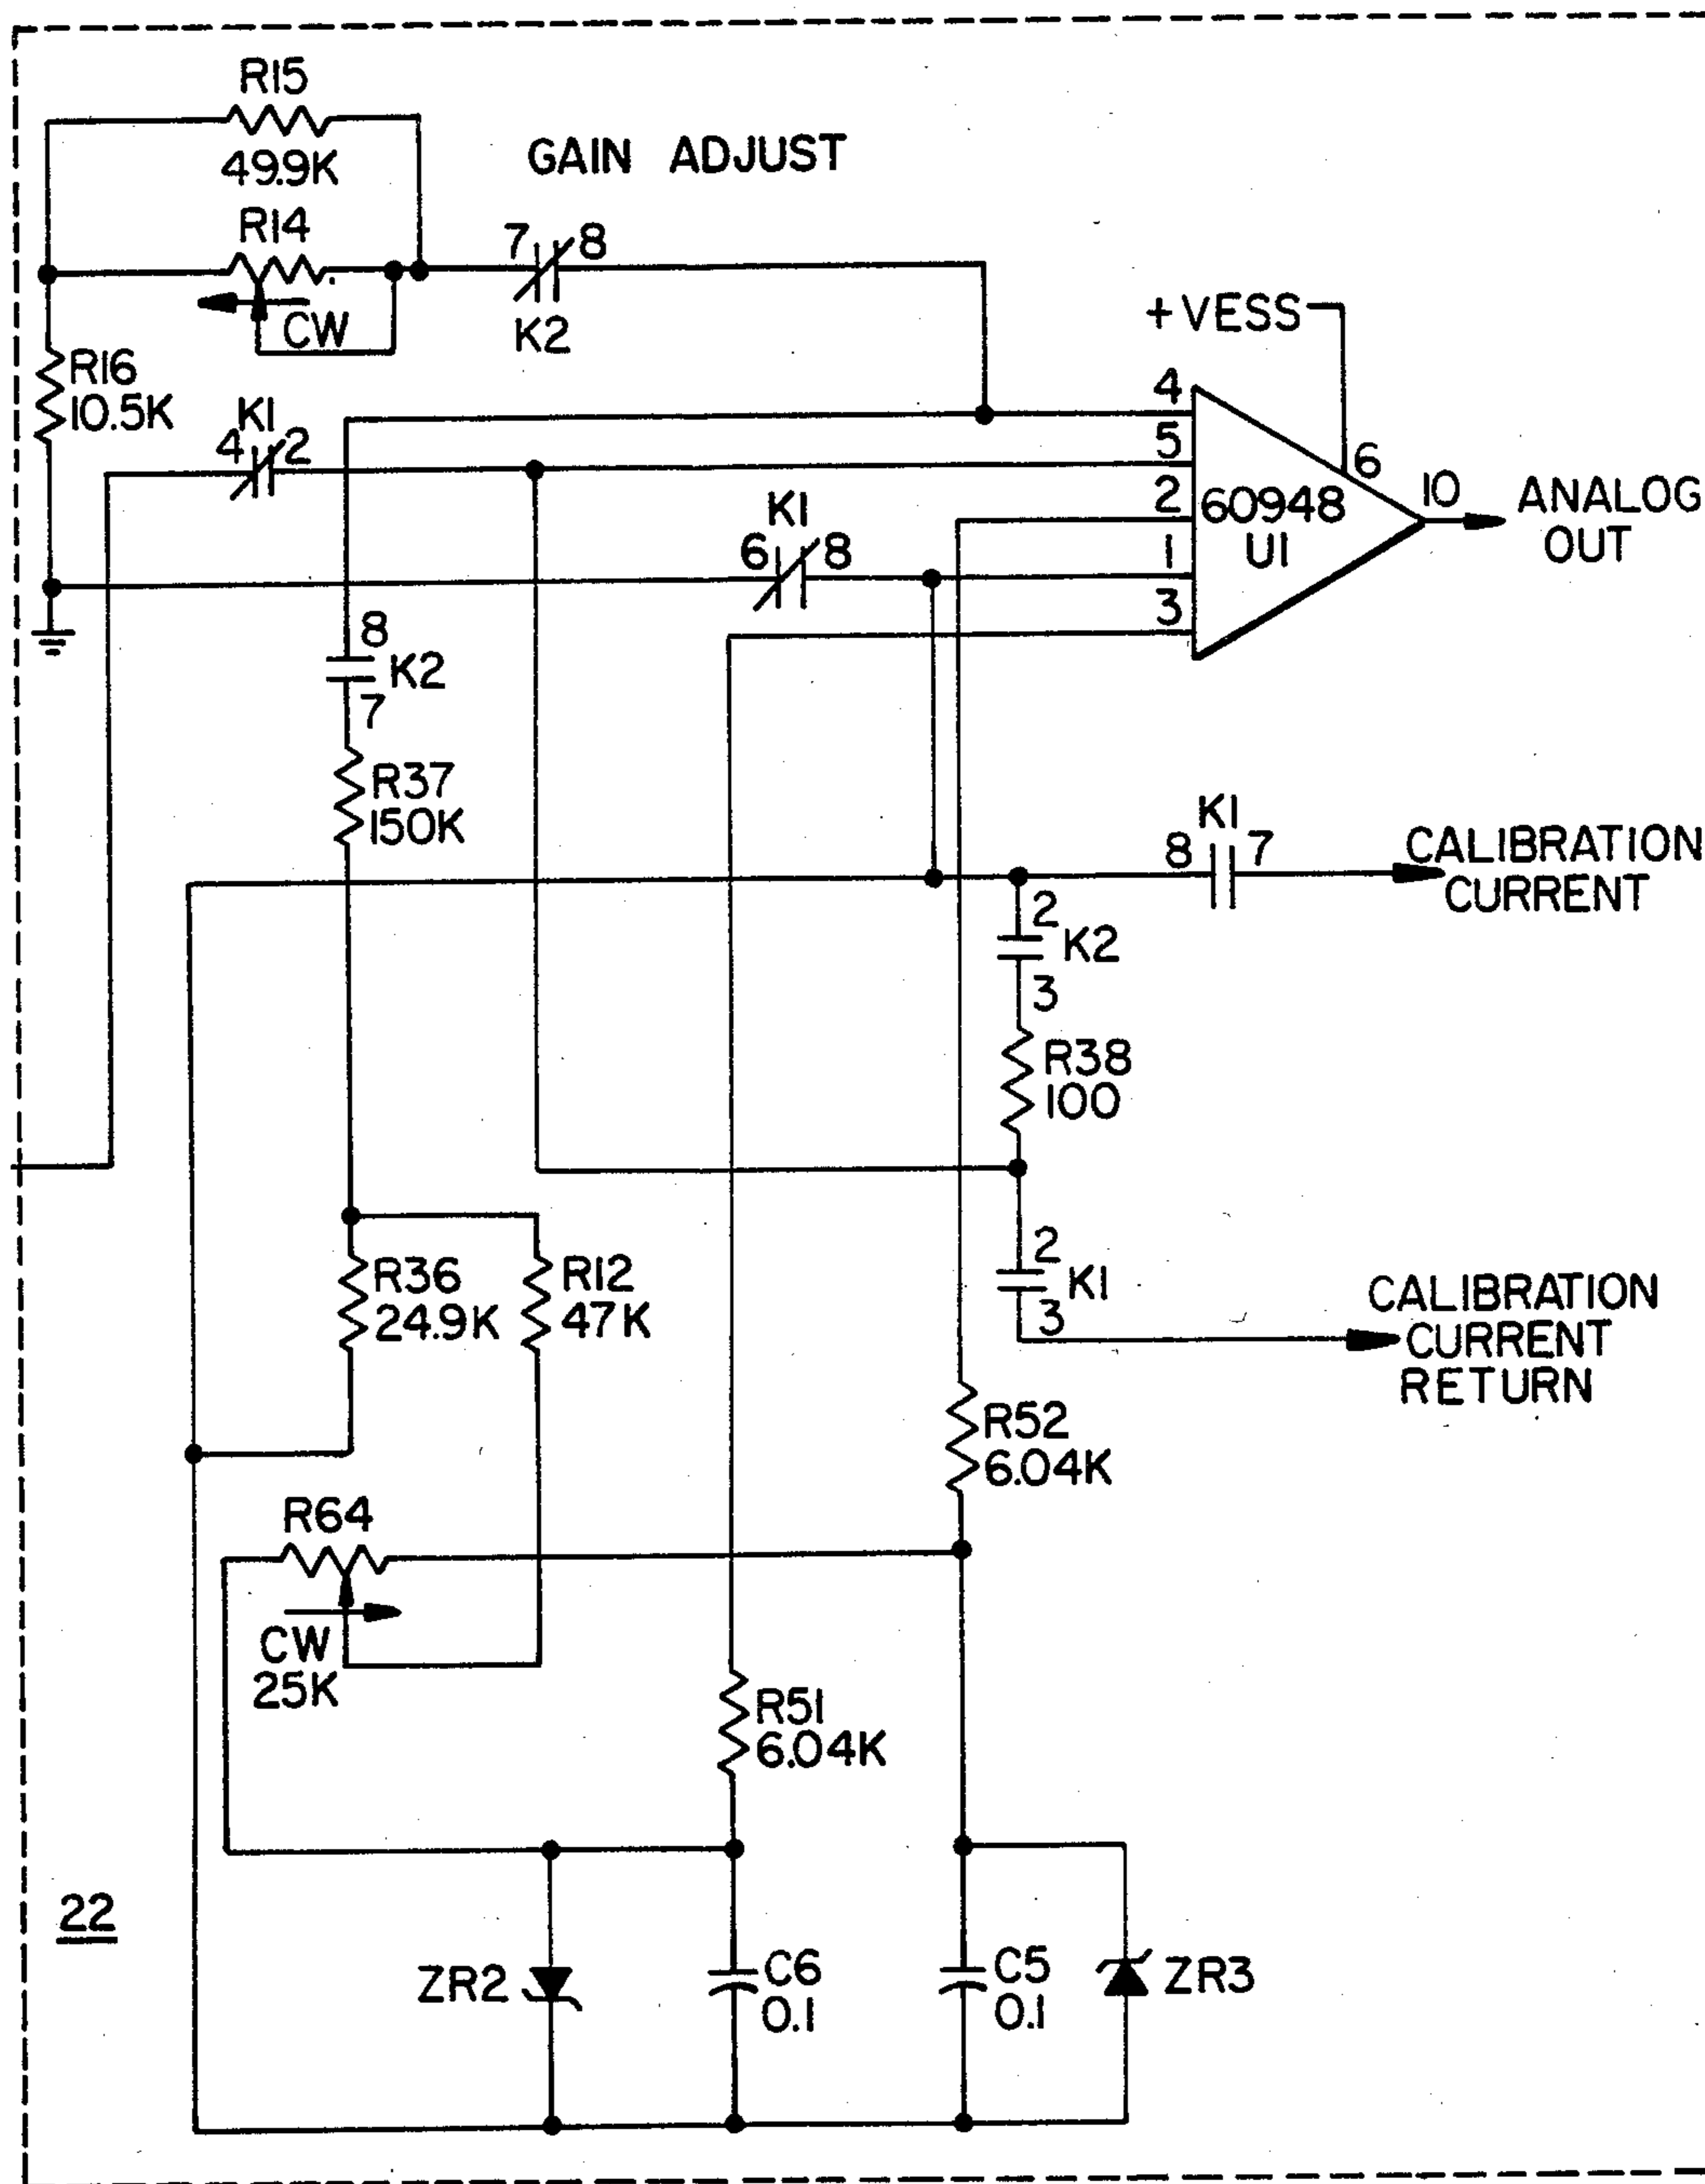 R15
49.9K
GAIN ADJUST
R14
7 8
CW
K2
+VESS
R16
10.5K
K1
4 2
4
5
6
2
60948
10
ANALOG
OUT
K1
6 8
1
U1
3
8
K2
7
R37
150K
K1
8 7
CALIBRATION
CURRENT
2
K2
3
R38
100
2
K1
3
R36
24.9K
R12
47K
CALIBRATION
CURRENT
RETURN
R52
6.04K
R64
CW
25K
R51
6.04K
22
ZR2
C6
0.1
C5
0.1
ZR3